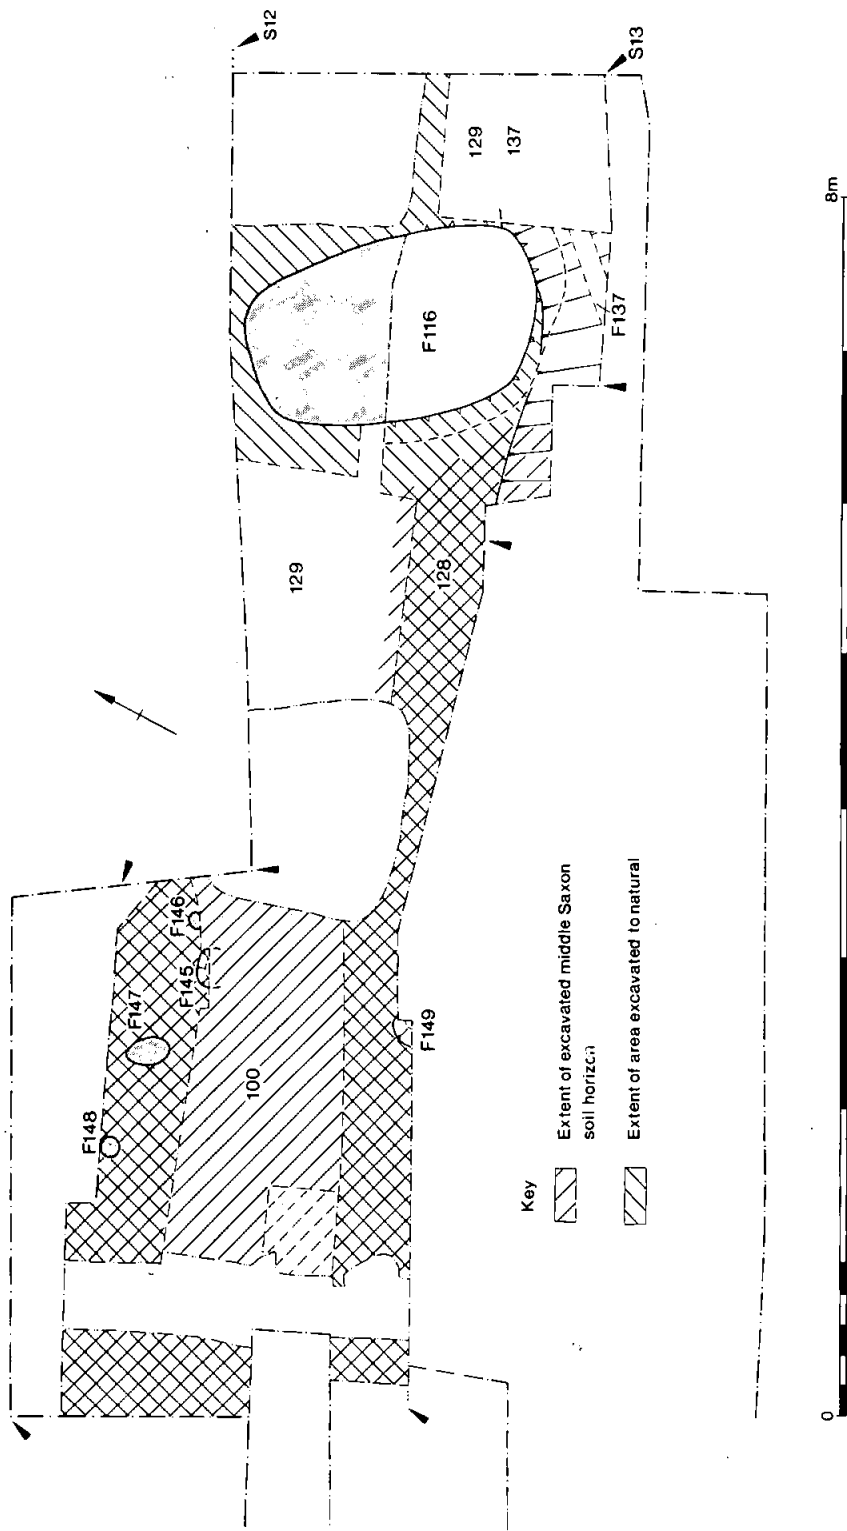 S12
S13
129
137
F116
F137
129
128
F146
F145
F147
F148
100
F149
Key
Extent of excavated middle Saxon
soil horizon
Extent of area excavated to natural
0
8m